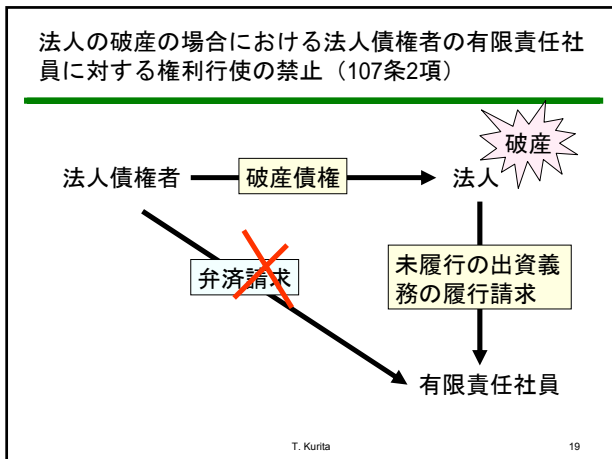 法人の破産の場合における法人債権者の有限責任社
員に対する権利行使の禁止（107条2項）
破産
法人債権者
破産債権
法人
弁済請求
未履行の出資義
務の履行請求
有限責任社員
T. Kurita
19